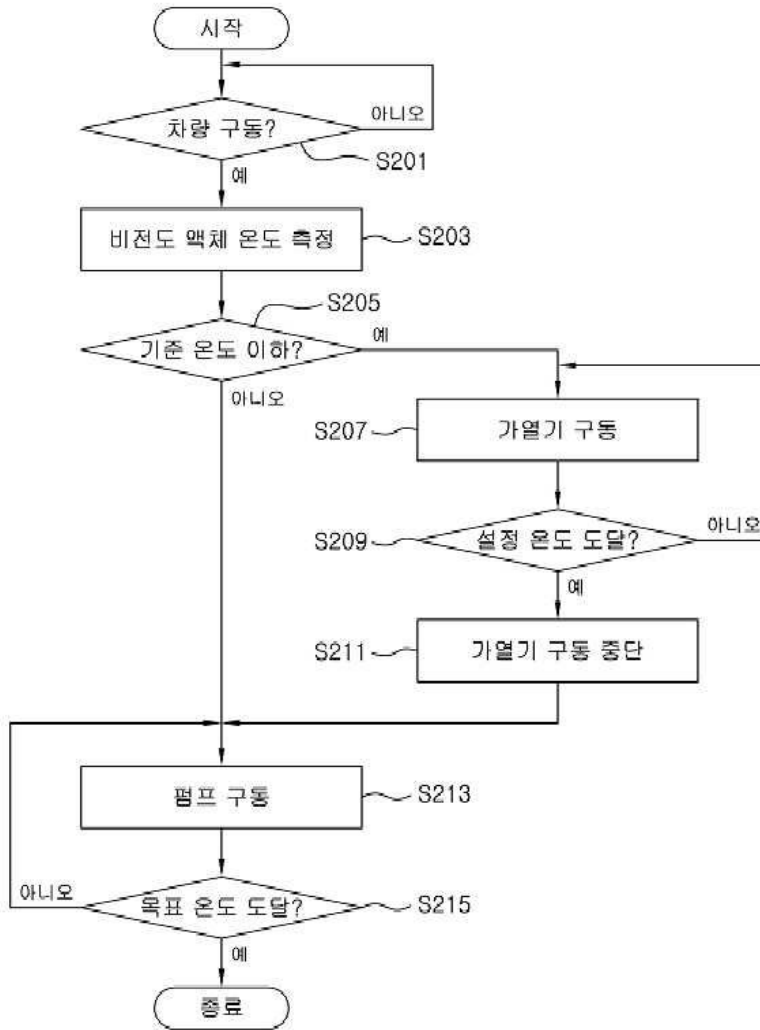 시작
아니오
차량 구동?
S201
예
비전도 액체 온도 측정
S203
S205
기준 온도 이하?
예
아니오
S207
가열기 구동
S209
설정 온도 도달?
아니오
예
S211
가열기 구동 중단
펌프 구동
S213
아니오
목표 온도 도달?
S215
예
종료